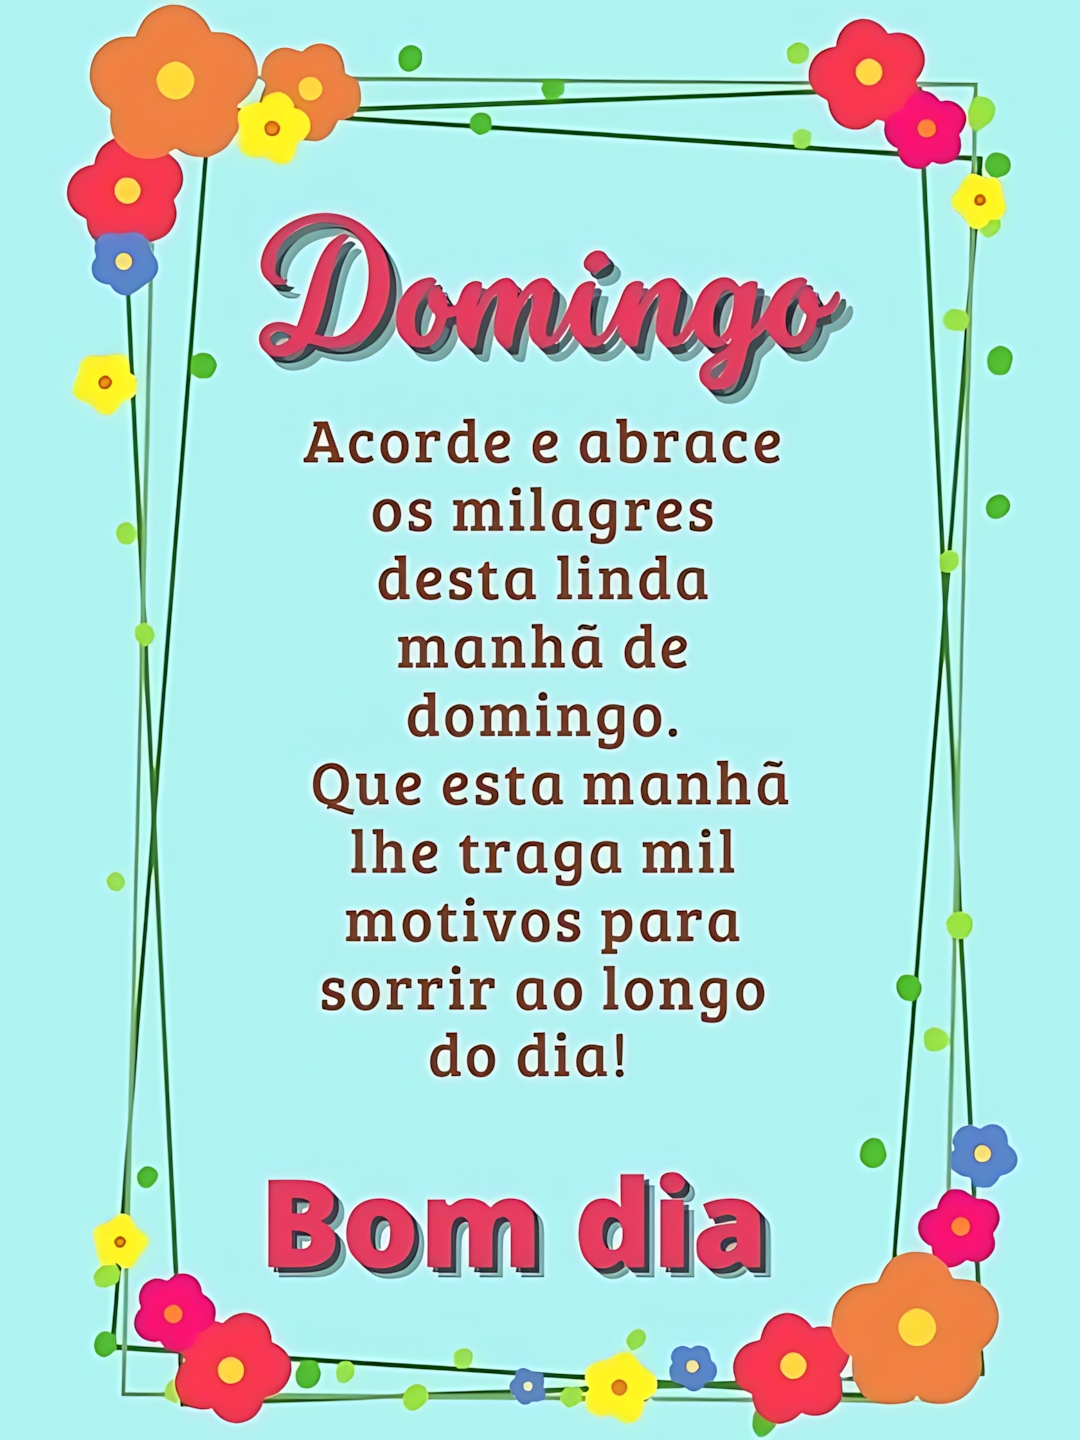 Domingo
Acorde e abrace
os milagres
desta linda
manhã de
domingo.
Que esta manhã
lhe traga mil
motivos para
sorrir ao longo
do dia!
Bom dia